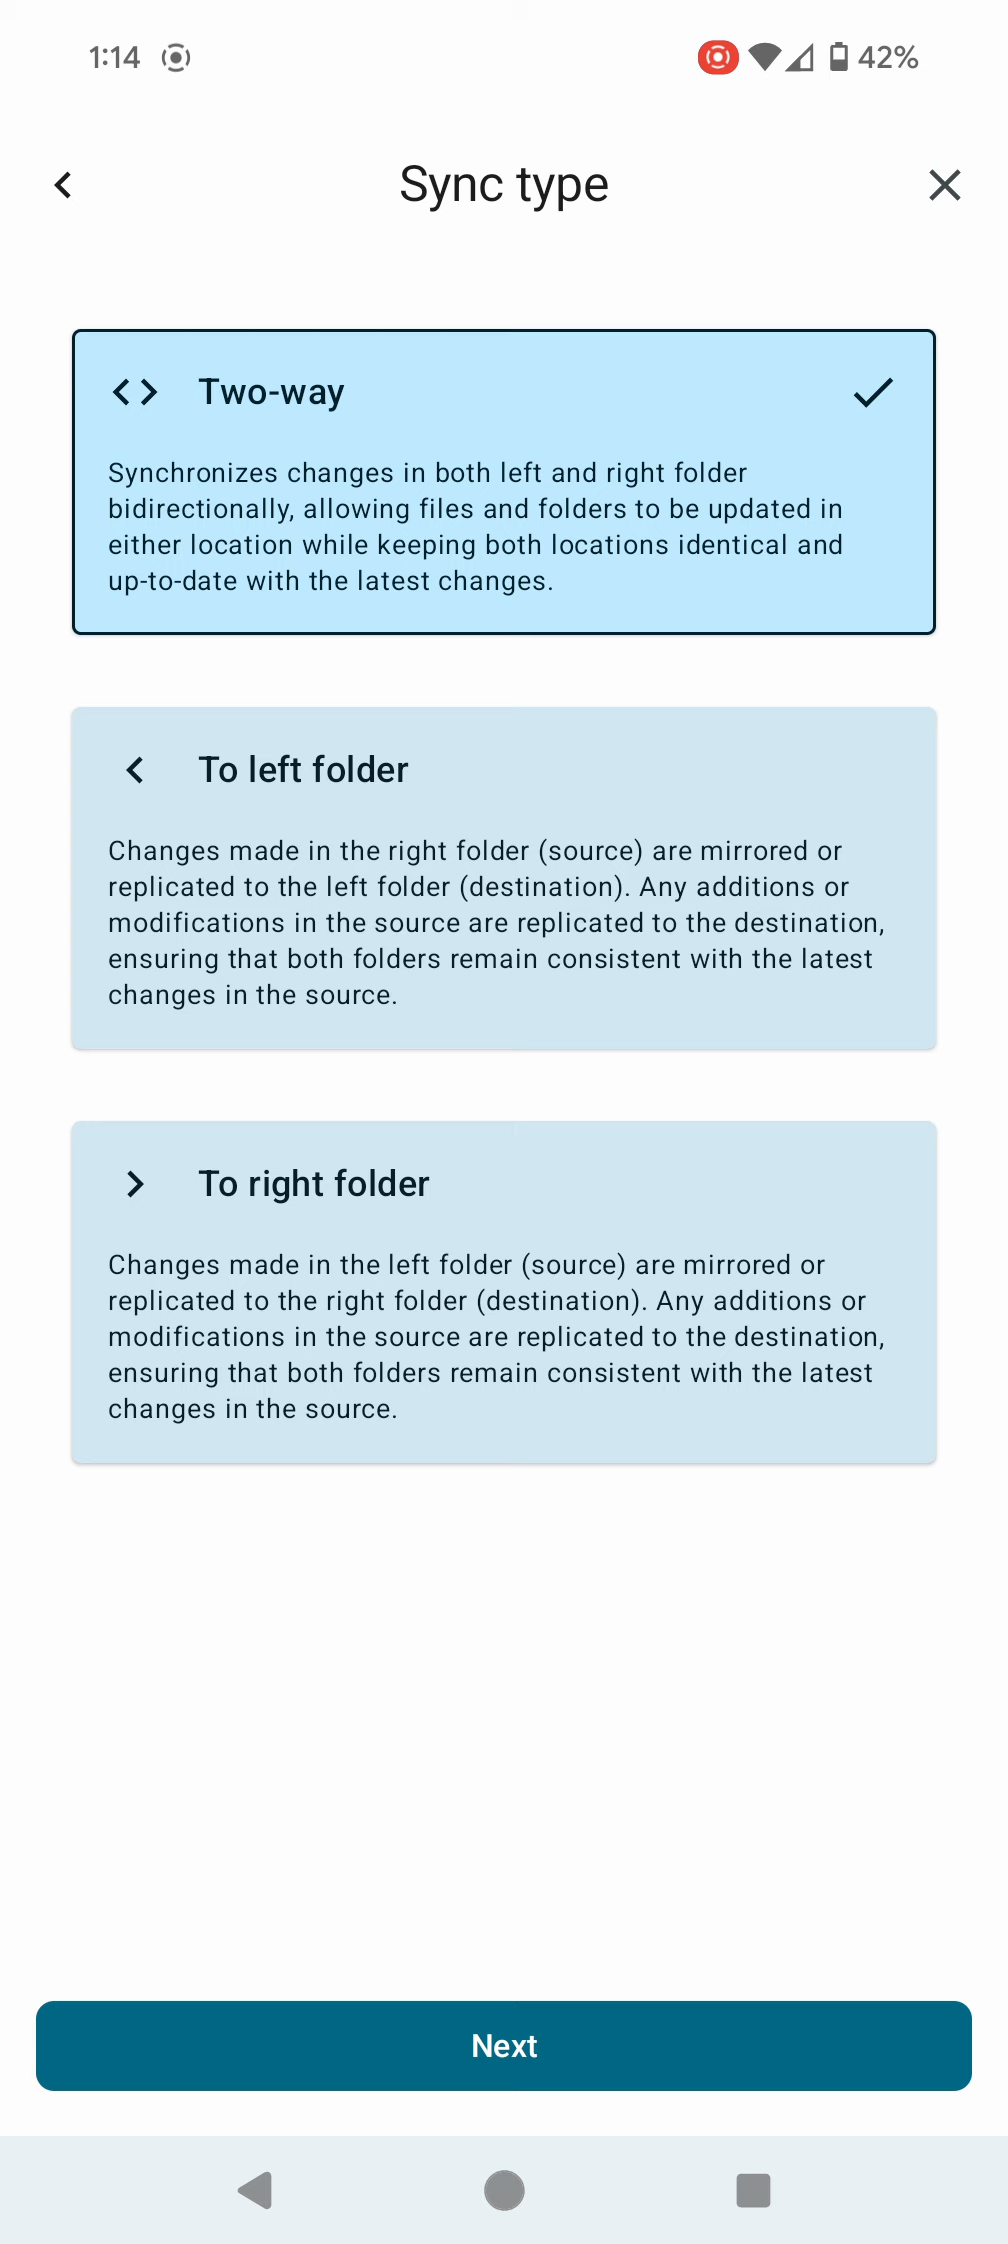 1:14
42%
Sync type
Two-way
Synchronizes changes in both left and right folder
bidirectionally, allowing files and folders to be updated in
either location while keeping both locations identical and
up-to-date with the latest changes.
To left folder
Changes made in the right folder (source) are mirrored or
replicated to the left folder (destination). Any additions or
modifications in the source are replicated to the destination,
ensuring that both folders remain consistent with the latest
changes in the source.
To right folder
Changes made in the left folder (source) are mirrored or
replicated to the right folder (destination). Any additions or
modifications in the source are replicated to the destination,
ensuring that both folders remain consistent with the latest
changes in the source.
Next